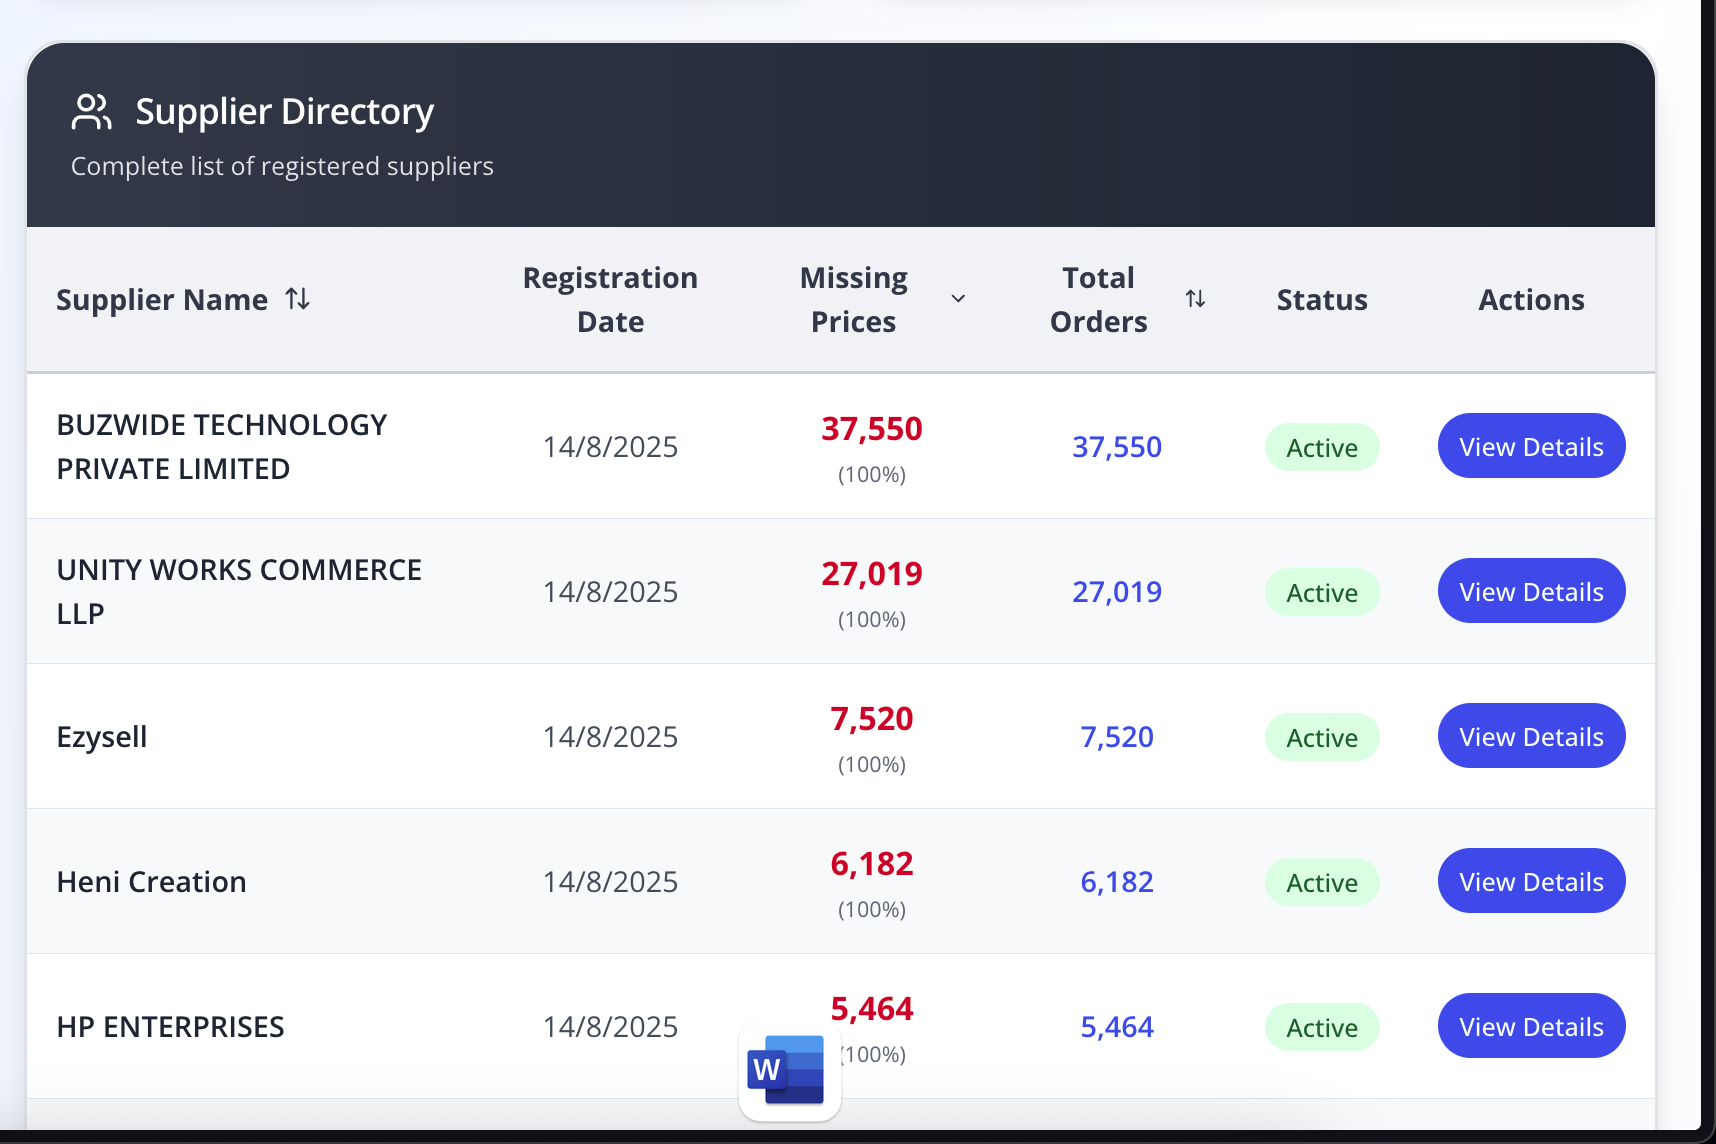 Supplier Directory
Complete list of registered suppliers
Supplier Name
Registration
Date
Missing
Prices
Total
Orders
Status
Actions
BUZWIDE TECHNOLOGY
PRIVATE LIMITED
14/8/2025
37,550
(100%)
37,550
Active
View Details
UNITY WORKS COMMERCE
LLP
14/8/2025
27,019
(100%)
27,019
Active
View Details
Ezysell
14/8/2025
7,520
(100%)
7,520
Active
View Details
Heni Creation
14/8/2025
6,182
(100%)
6,182
Active
View Details
HP ENTERPRISES
14/8/2025
5,464
(100%)
5,464
Active
View Details
W